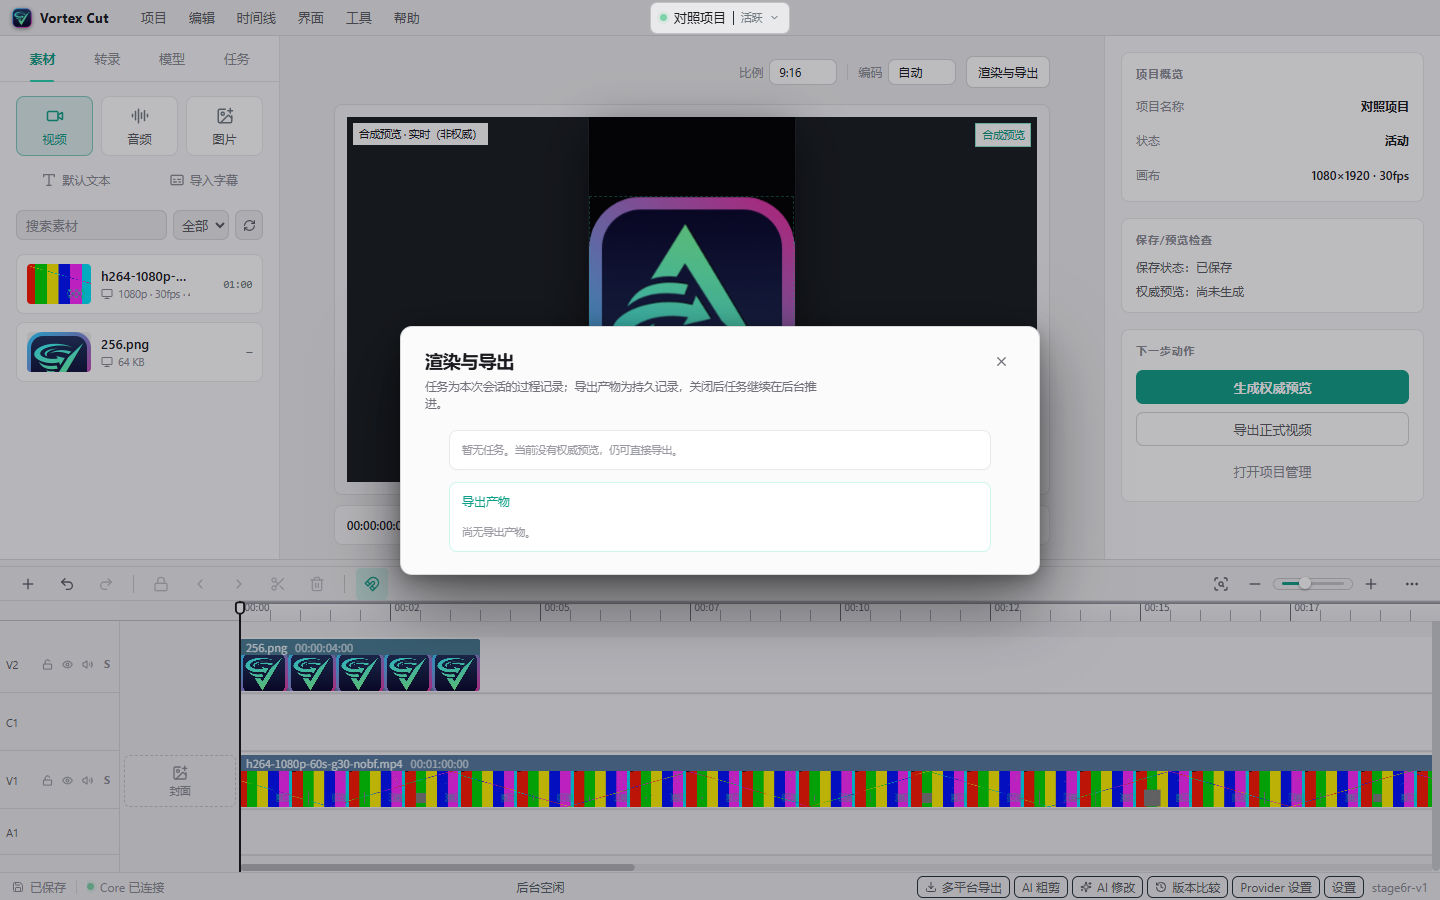 Vortex Cut
项目 编辑 时间线 界面 工具 帮助
对照项目 | 活跃
素材 转录 模型 任务
视频 音频 图片
默认文本 导入字幕
搜索素材 全部
h264-1080p-...
1080p · 30fps ·
01:00
256.png
64 KB
–
比例 9:16 编码 自动 渲染与导出
合成预览 · 实时（非权威）
合成预览
项目概览
项目名称 对照项目
状态 活动
画布 1080×1920 · 30fps
保存/预览检查
保存状态：已保存
权威预览：尚未生成
下一步动作
生成权威预览
导出正式视频
打开项目管理
渲染与导出
任务为本次会话的过程记录；导出产物为持久记录，关闭后任务继续在后台推
进。
暂无任务。当前没有权威预览，仍可直接导出。
导出产物
尚无导出产物。
00:00:00:0
00:00 00:02 00:05 00:07 00:10 00:12 00:15 00:17
V2 S
256.png 00:00:04:00
C1
V1 S
封面
h264-1080p-60s-g30-nobf.mp4 00:01:00:00
A1
已保存 Core 已连接
后台空闲
多平台导出 AI 粗剪 AI 修改 版本比较 Provider 设置 设置 stage6r-v1